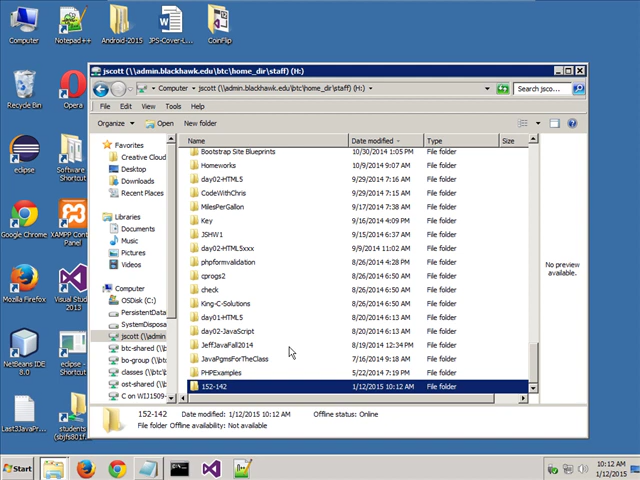 Computer
Notepad++
Android-2015
JPS-Cover-L...
CoinFlip
Recycle Bin
Opera
eclipse
Software -
Shortcut
Google Chrome
XAMPP Cont
Panel
Mozilla Firefox
Visual Stud
2013
NetBeans IDE
8.0
eclipse -
Shortcut
Last3JavaPr...
students
(sbjfs801f...
jscott (\\admin.blackhawk.edu\btc\home_dir\staff) (H:)
Computer
jscott (\\admin.blackhawk.edu\btc\home_dir\staff) (H:)
Search jsco...
File
Edit
View
Tools
Help
Organize
Open
New folder
Favorites
Creative Cloud
Desktop
Downloads
Recent Places
Libraries
Documents
Music
Pictures
Videos
Computer
OSDisk (C:)
PersistentData
SystemDisposa
jscott (\\admin
btc-shared (\\
bo-group (\\bt
classes (\\btc
ost-shared (\\
C on WIJ1509-
Name Date modified Type Size
Bootstrap Site Blueprints 10/30/2014 1:05 PM File folder
Homeworks 10/9/2014 9:07 AM File folder
day02-HTML5 9/29/2014 7:16 AM File folder
CodeWithChris 9/29/2014 7:15 AM File folder
MilesPerGallon 9/17/2014 7:38 AM File folder
Key 9/16/2014 4:09 PM File folder
JSHW1 9/15/2014 6:37 AM File folder
day02-HTML5xxx 9/9/2014 11:02 AM File folder
phpformvalidation 8/26/2014 4:28 PM File folder
cprogs2 8/26/2014 6:13 AM File folder
check 8/26/2014 6:13 AM File folder
King-C-Solutions 8/26/2014 6:13 AM File folder
day01-HTML5 8/20/2014 6:13 AM File folder
day02-JavaScript 8/20/2014 6:13 AM File folder
JeffJavaFall2014 8/19/2014 12:34 PM File folder
JavaPgmsForTheClass 7/16/2014 9:18 AM File folder
PHPExamples 5/22/2014 7:19 PM File folder
152-142 1/12/2015 10:12 AM File folder
No preview
available.
152-142 Date modified: 1/12/2015 10:12 AM Offline status: Online
File folder Offline availability: Not available
Start
10:12 AM
1/12/2015